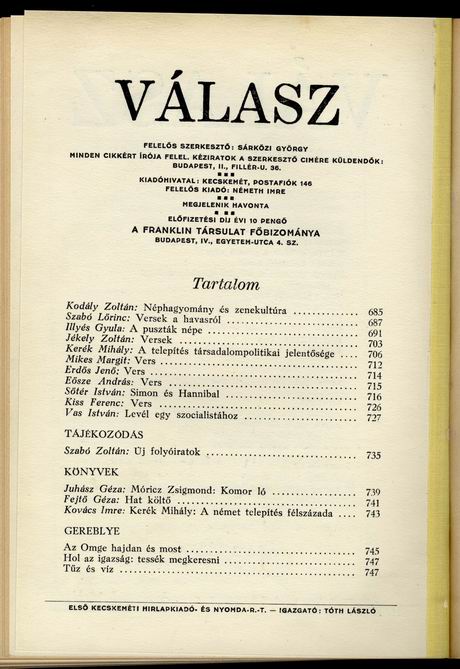 VÁLASZ
FELELŐS SZERKESZTŐ: SÁRKÖZI GYÖRGY
MINDEN CIKKÉRT ÍRÓJA FELEL. KÉZIRATOK A SZERKESZTŐ CIMÉRE KÜLDENDŐK:
BUDAPEST, II., FILLÉR-U. 36.
KIADÓHIVATAL: KECSKEMÉT, POSTAFIÓK 146
FELELŐS KIADÓ: NÉMETH IMRE
MEGJELENIK HAVONTA
ELŐFIZETÉSI DIJ ÉVI 10 PENGŐ
A FRANKLIN TÁRSULAT FŐBIZOMÁNYA
BUDAPEST, IV., EGYETEM-UTCA 4. SZ.
Tartalom
Kodály Zoltán: Néphagyomány és zenekultúra .............. 685
Szabó Lőrinc: Versek a havasról .............. 687
Illyés Gyula: A puszták népe .............. 691
Jékely Zoltán: Versek .............. 703
Kerék Mihály: A telepítés társadalompolitikai jelentősége .... 706
Mikes Margit: Vers .............. 712
Erdős Jenő: Vers .............. 714
Eősze András: Vers .............. 715
Sőtér István: Simon és Hannibal .............. 716
Kiss Ferenc: Vers .............. 726
Vas István: Levél egy szocialistához .............. 727
TÁJÉKOZÓDÁS
Szabó Zoltán: Új folyóiratok .............. 735
KÖNYVEK
Juhász Géza: Móricz Zsigmond: Komor ló .............. 739
Fejtő Géza: Hat költő .............. 741
Kovács Imre: Kerék Mihály: A német telepítés félszázada .... 743
GEREBLYE
Az Omge hajdan és most .............. 745
Hol az igazság: tessék megkeresni .............. 747
Tűz és víz .............. 747
ELSŐ KECSKEMÉTI HIRLAPKIADÓ- ÉS NYOMDA-R.-T. — IGAZGATÓ: TÓTH LÁSZLÓ